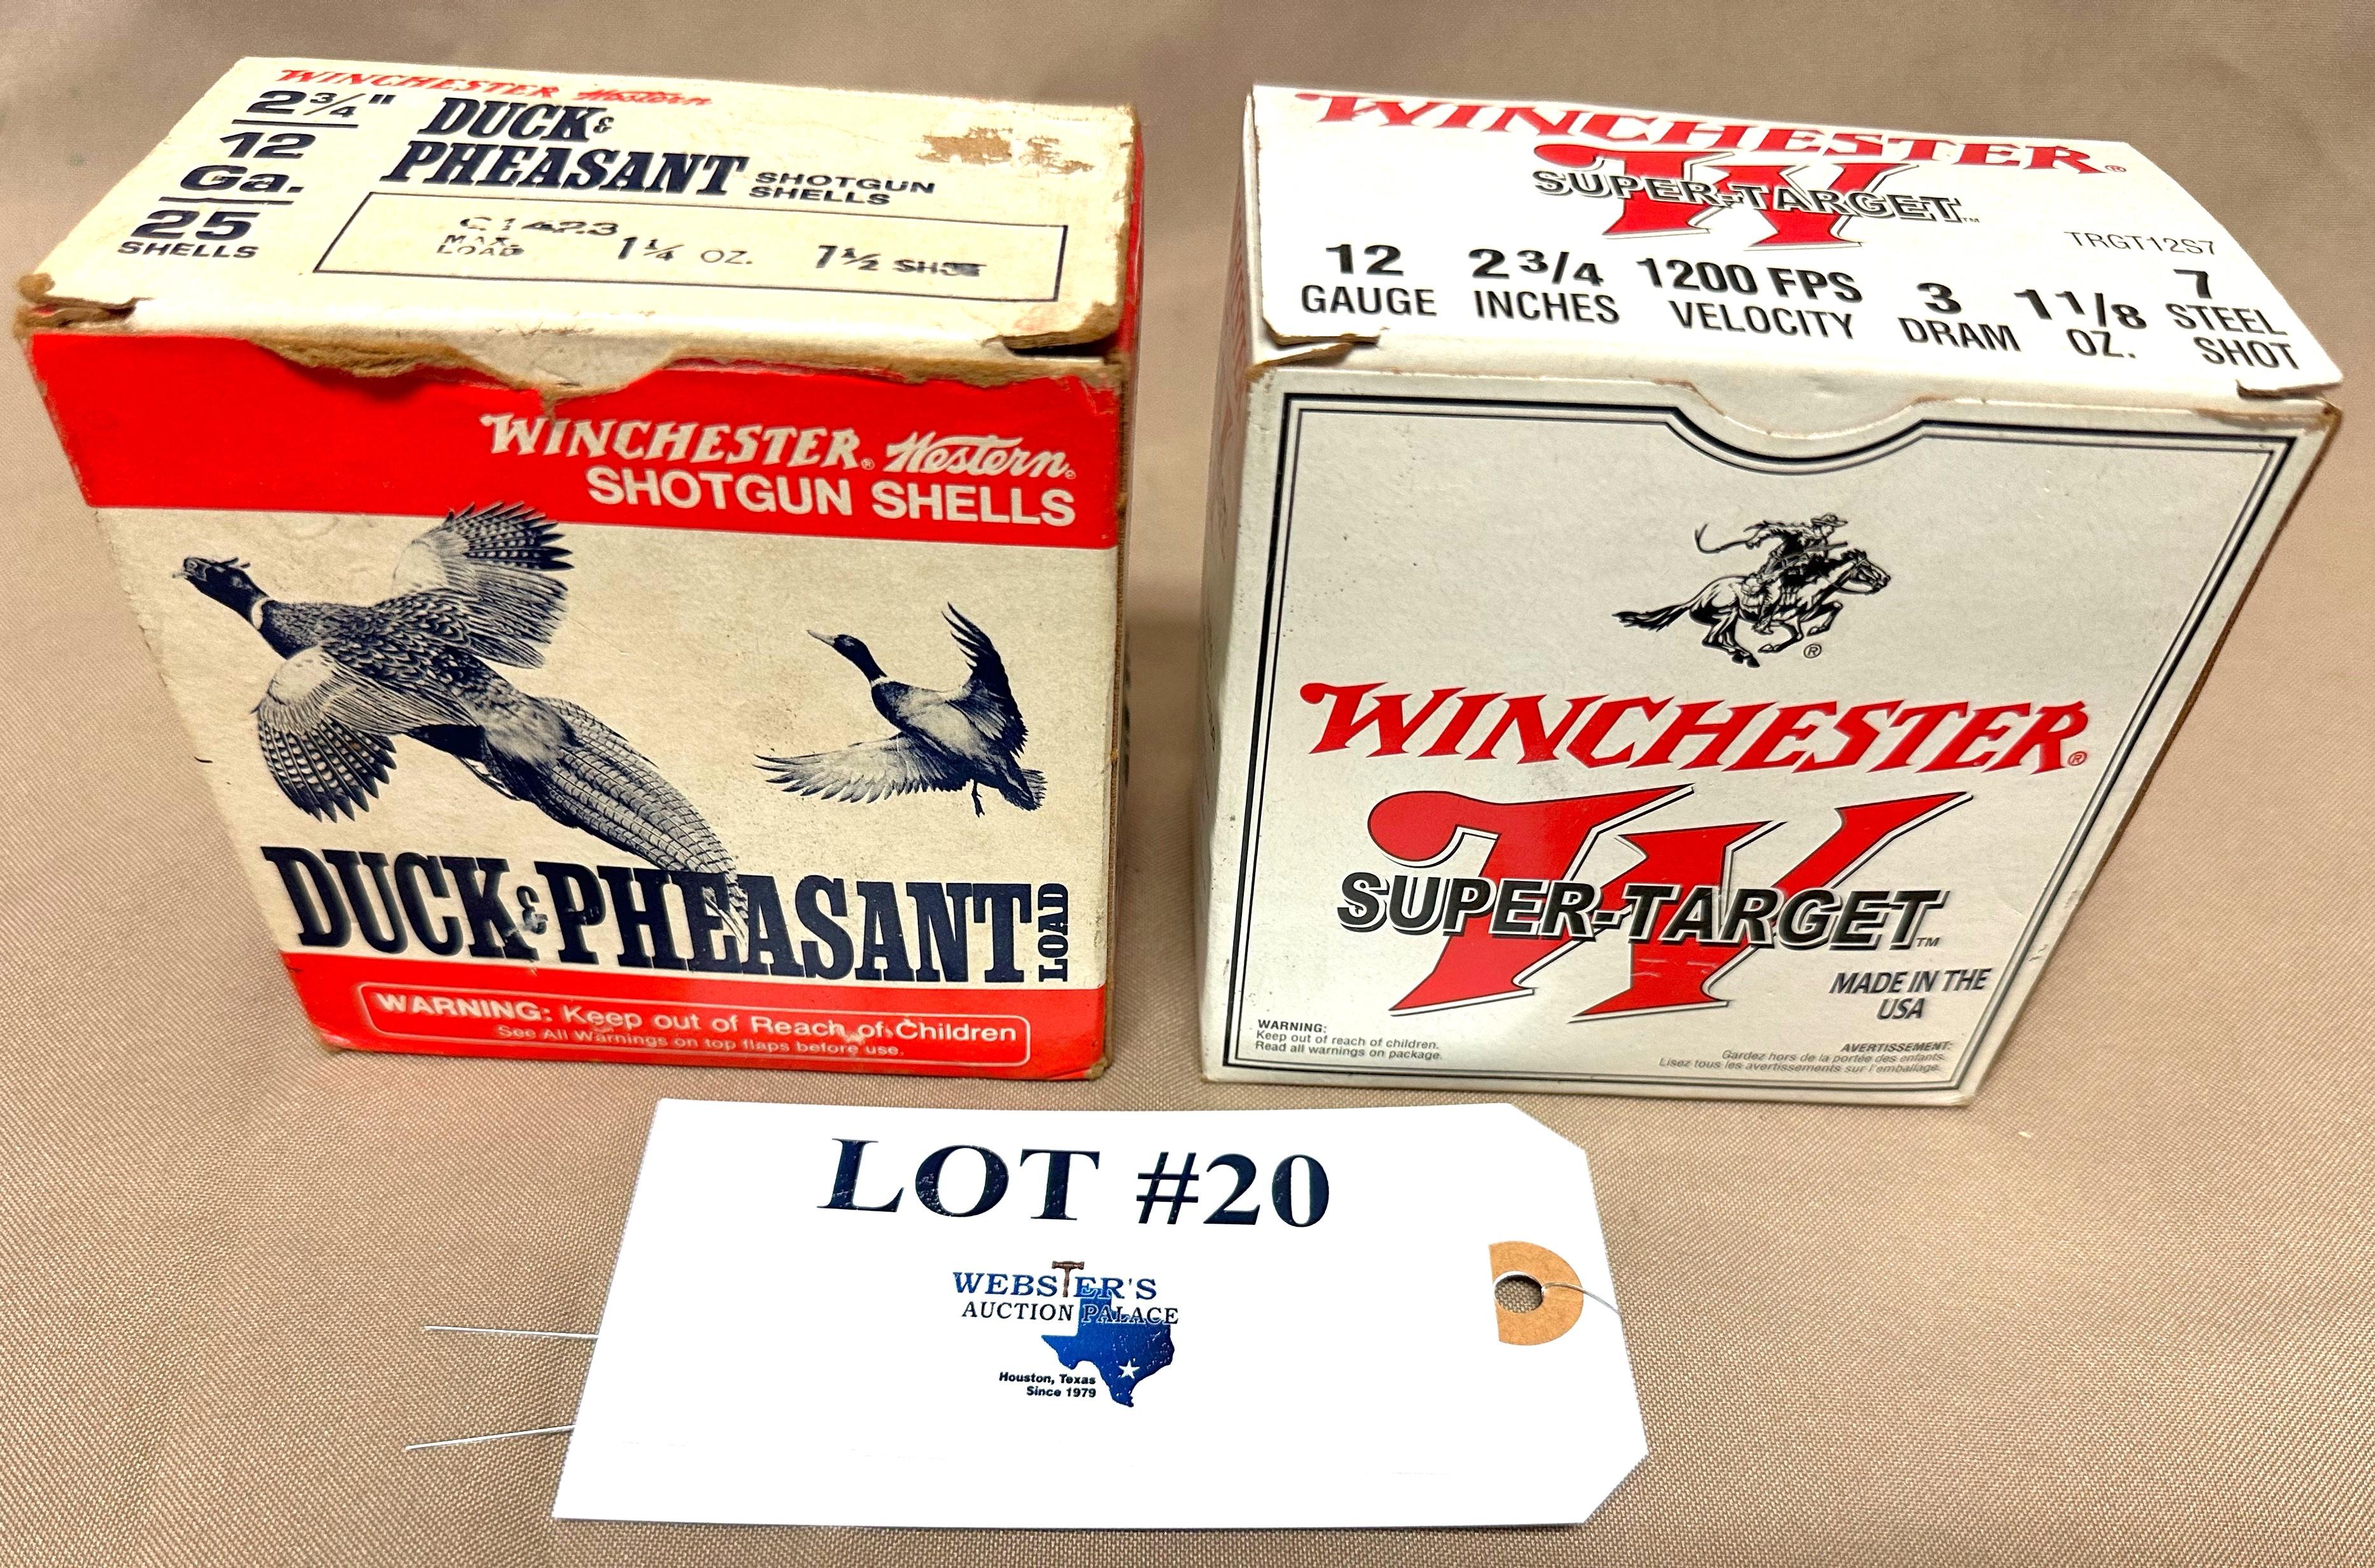 WINCHESTER Western
2 3/4"
12
Ga.
25
SHELLS
DUCK &
PHEASANT SHOTGUN
SHELLS
MAX.
LOAD 1 1/4 OZ. 7 1/2 SHOT
WINCHESTER® Western®
SHOTGUN SHELLS
DUCK & PHEASANT LOAD
WARNING: Keep out of Reach of Children
See All Warnings on top flaps before use.
WINCHESTER®
W
SUPER-TARGET™
TRGT12S7
12 GAUGE
2 3/4 INCHES
1200 FPS VELOCITY
3 DRAM
1 1/8 OZ.
7 STEEL SHOT
®
WINCHESTER®
W
SUPER-TARGET™
MADE IN THE
USA
WARNING:
Keep out of reach of children.
Read all warnings on package.
AVERTISSEMENT:
Gardez hors de la portée des enfants.
Lisez tous les avertissements sur l'emballage.
LOT #20
WEBSTER'S
AUCTION PALACE
Houston, Texas
Since 1979